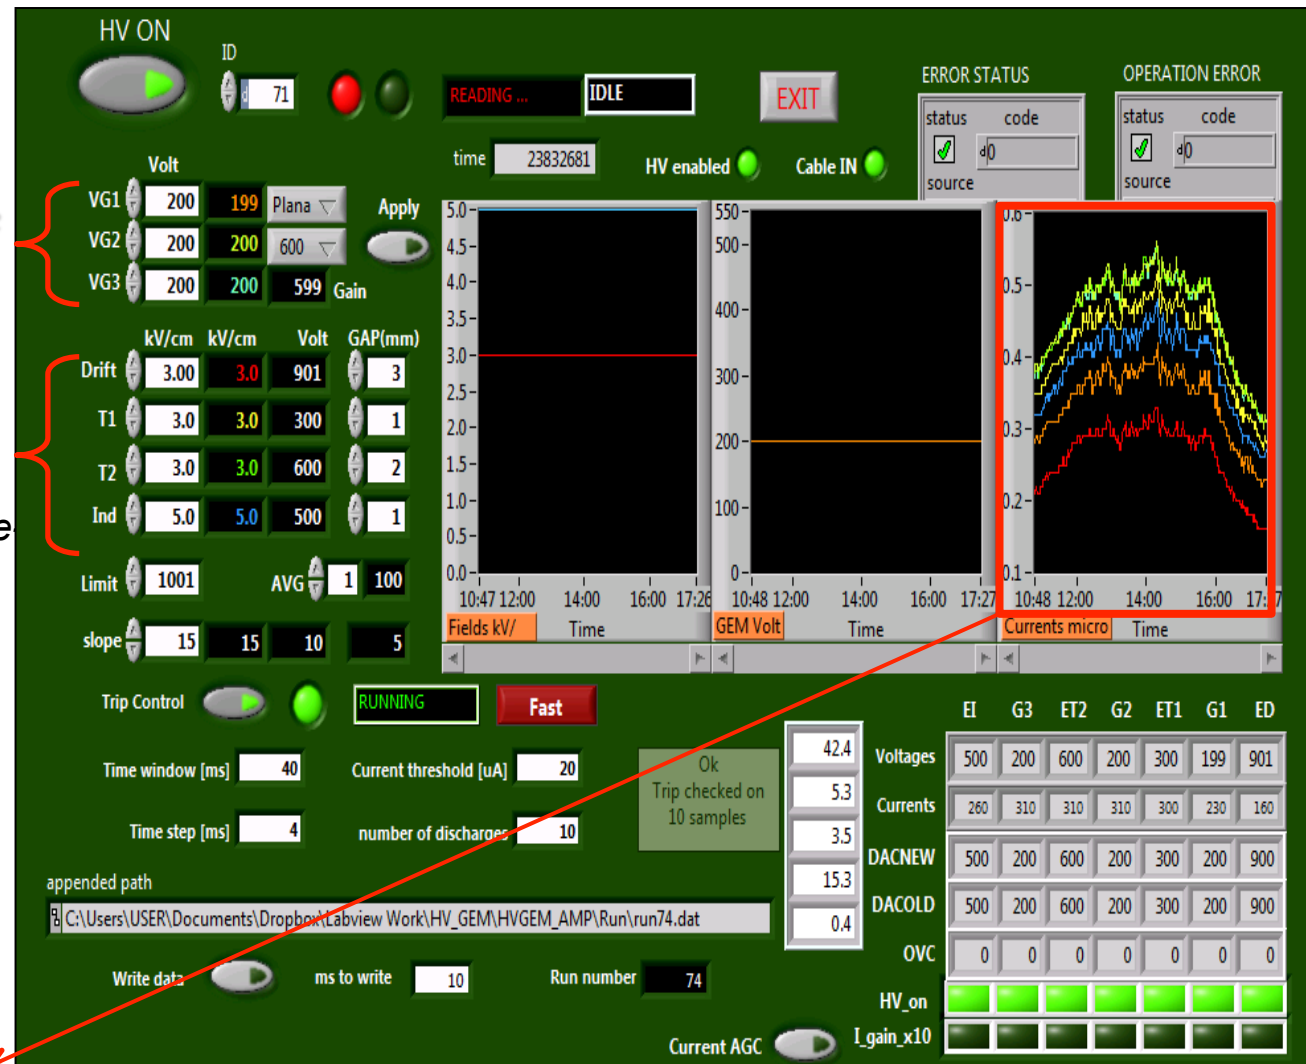 HV ON
ID
71
READING ...
IDLE
EXIT
ERROR STATUS
status code
0
source
OPERATION ERROR
status code
0
source
time 23832681
HV enabled
Cable IN
Volt
VG1 200 199 Plana
VG2 200 200 600
VG3 200 200 599 Gain
Apply
kV/cm kV/cm Volt GAP(mm)
Drift 3.00 3.0 901 3
T1 3.0 3.0 300 1
T2 3.0 3.0 600 2
Ind 5.0 5.0 500 1
Limit 1001 AVG 1 100
slope 15 15 10 5
5.0
4.5
4.0
3.5
3.0
2.5
2.0
1.5
1.0
0.5
0.0
10:47 12:00 14:00 16:00 17:26
Fields kV/ Time
550
500
400
300
200
100
0
10:48 12:00 14:00 16:00 17:27
GEM Volt Time
0.6
0.5
0.4
0.3
0.2
0.1
10:48 12:00 14:00 16:00
Currents micro Time
Trip Control RUNNING Fast
Time window [ms] 40 Current threshold [uA] 20
Time step [ms] 4 number of discharges 10
Ok
Trip checked on
10 samples
42.4
5.3
3.5
15.3
0.4
EI G3 ET2 G2 ET1 G1 ED
Voltages 500 200 600 200 300 199 901
Currents 260 310 310 310 300 230 160
DACNEW 500 200 600 200 300 200 900
DACOLD 500 200 600 200 300 200 900
OVC 0 0 0 0 0 0 0
HV_on
I_gain_x10
appended path
C:\Users\USER\Documents\Dropbox\Labview Work\HV_GEM\HVGEM_AMP\Run\run74.dat
Write data ms to write 10 Run number 74
Current AGC